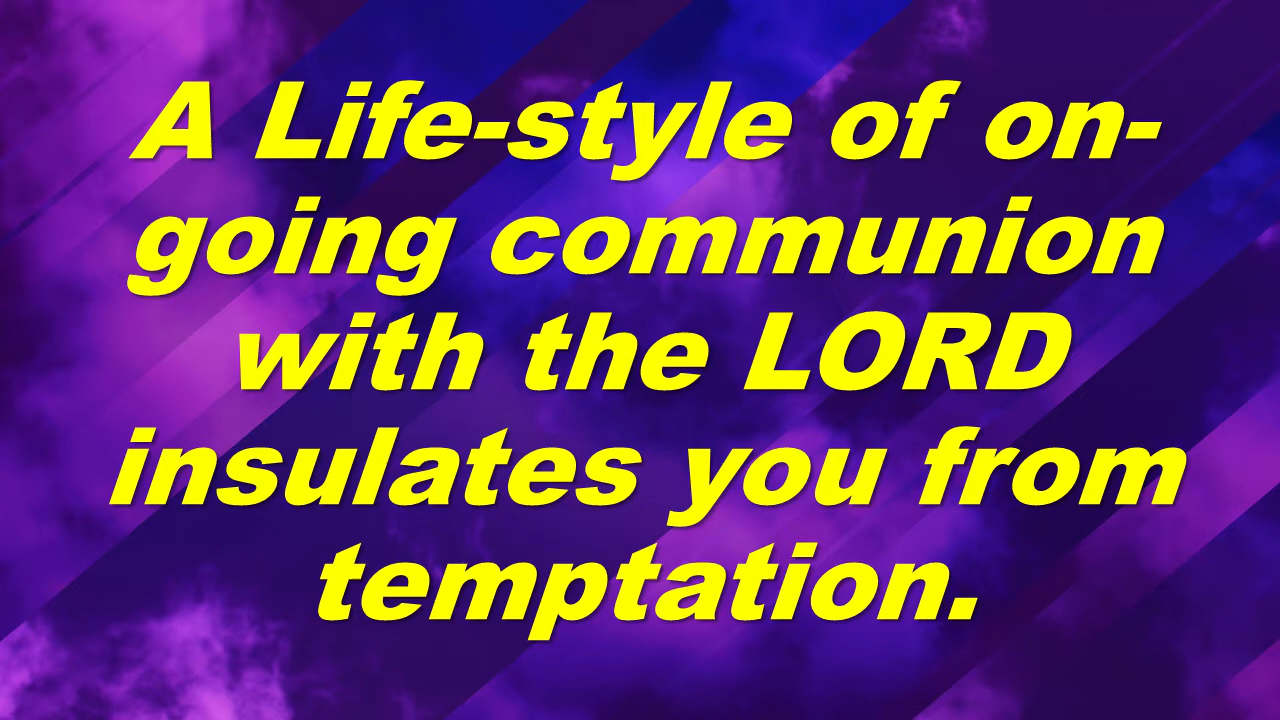 A Life-style of on-
going communion
with the LORD
insulates you from
temptation.